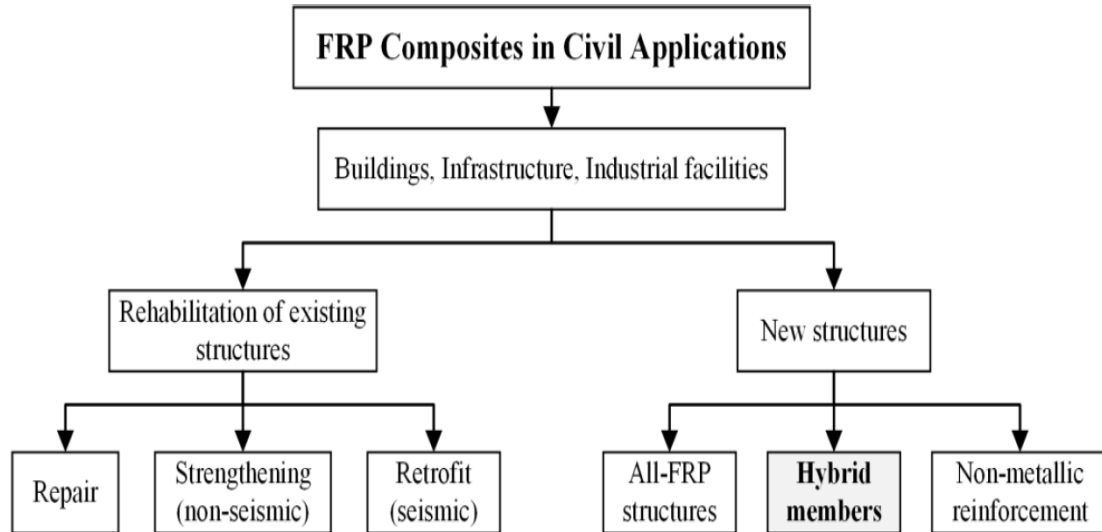 FRP Composites in Civil Applications
Buildings, Infrastructure, Industrial facilities
Rehabilitation of existing
structures
New structures
Repair
Strengthening
(non-seismic)
Retrofit
(seismic)
All-FRP
structures
Hybrid
members
Non-metallic
reinforcement